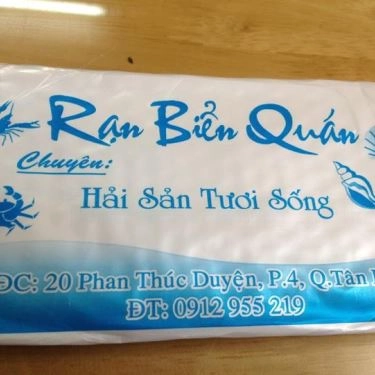 Rạn Biển Quán
Chuyên:
Hải Sản Tươi Sống
ĐC: 20 Phan Thúc Duyện, P.4, Q.Tân
ĐT: 0912 955 219